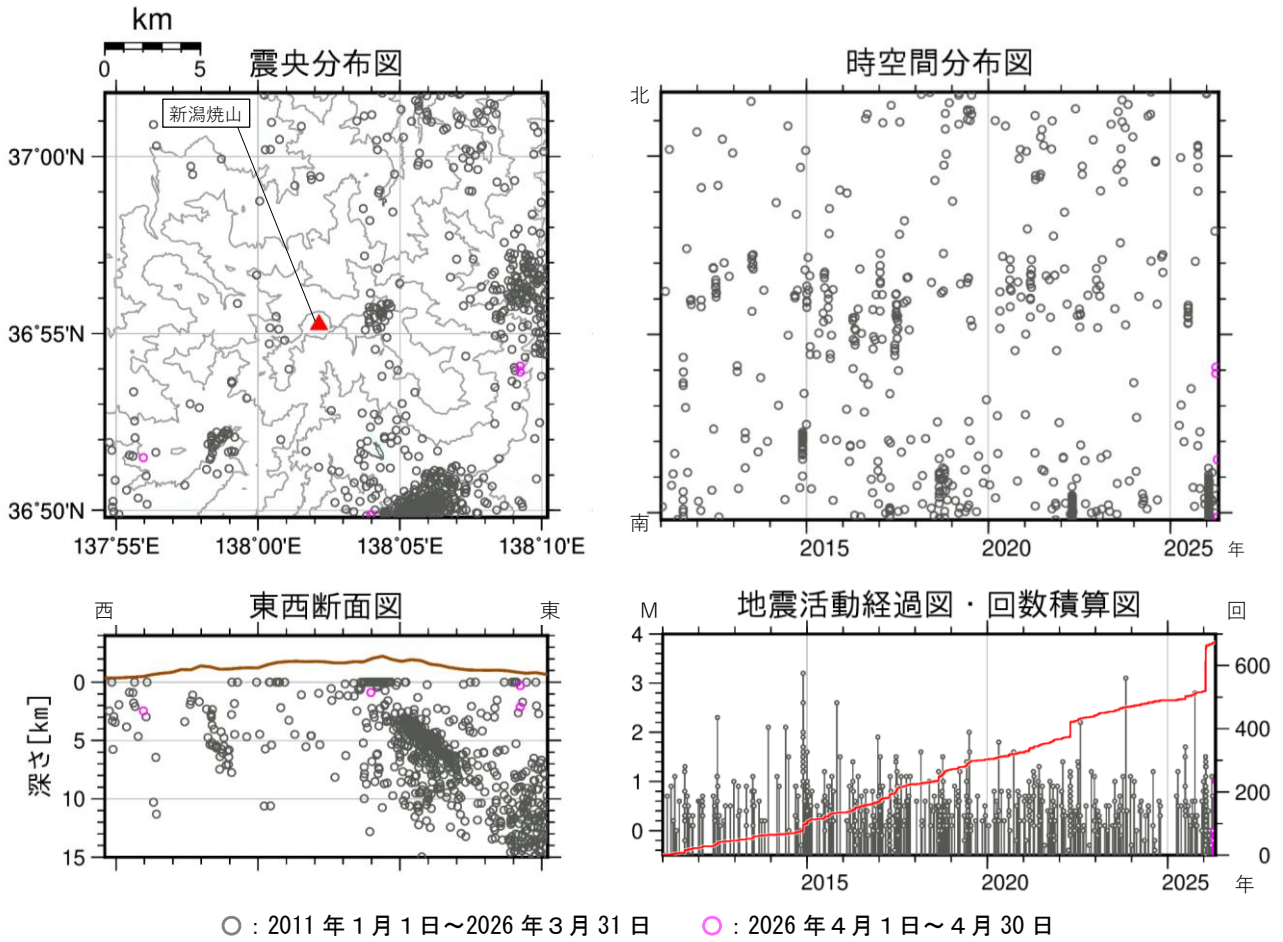 km
0 5
震央分布図
新潟焼山
37°00'N
36°55'N
36°50'N
137°55'E 138°00'E 138°05'E 138°10'E
時空間分布図
北
南
2015 2020 2025 年
西 東西断面図 東
0
5
10
15
深さ[km]
M 地震活動経過図・回数積算図 回
4
3
2
1
0
600
400
200
0
2015 2020 2025 年
○：2011年1月1日～2026年3月31日 ○：2026年4月1日～4月30日